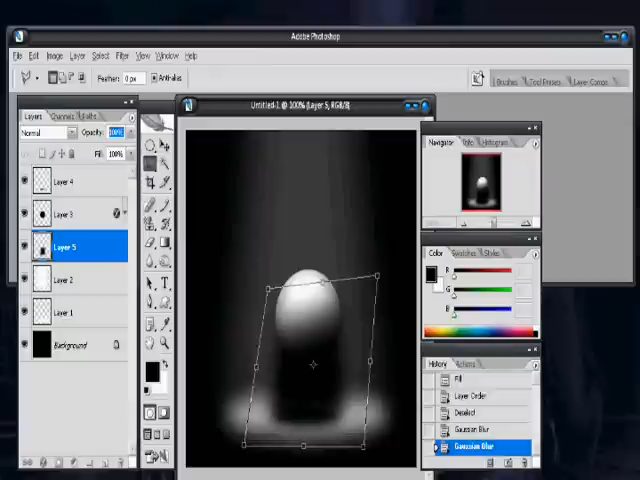 Adobe Photoshop
File Edit Image Layer Select Filter View Window Help
Feather: 0 px Anti-alias
Brushes Tool Presets Layer Comps
Layers Channels Paths
Normal Opacity: 100%
Fill: 100%
Layer 4
Layer 3
Layer 5
Layer 2
Layer 1
Background
Untitled-1 @ 100% (Layer 5, RGB/8)
Navigator Info Histogram
Color Swatches Styles
R
G
B
History Actions
Fill
Layer Order
Deselect
Gaussian Blur
Gaussian Blur